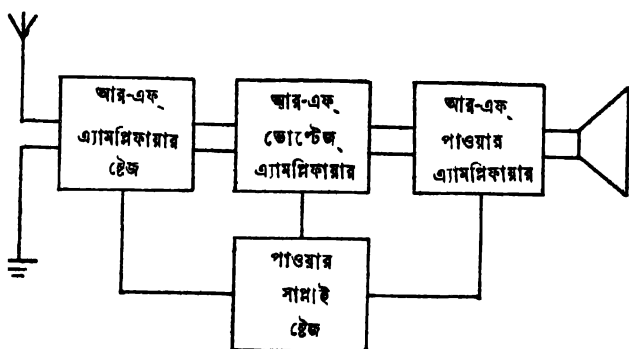 আর-এফ্
এ্যামপ্লিফায়ার
ষ্টেজ
আর-এফ্
ভোল্টেজ্
এ্যামপ্লিফায়ার
আর-এফ্
পাওয়ার
এ্যামপ্লিফায়ার
পাওয়ার
সাপ্লাই
ষ্টেজ